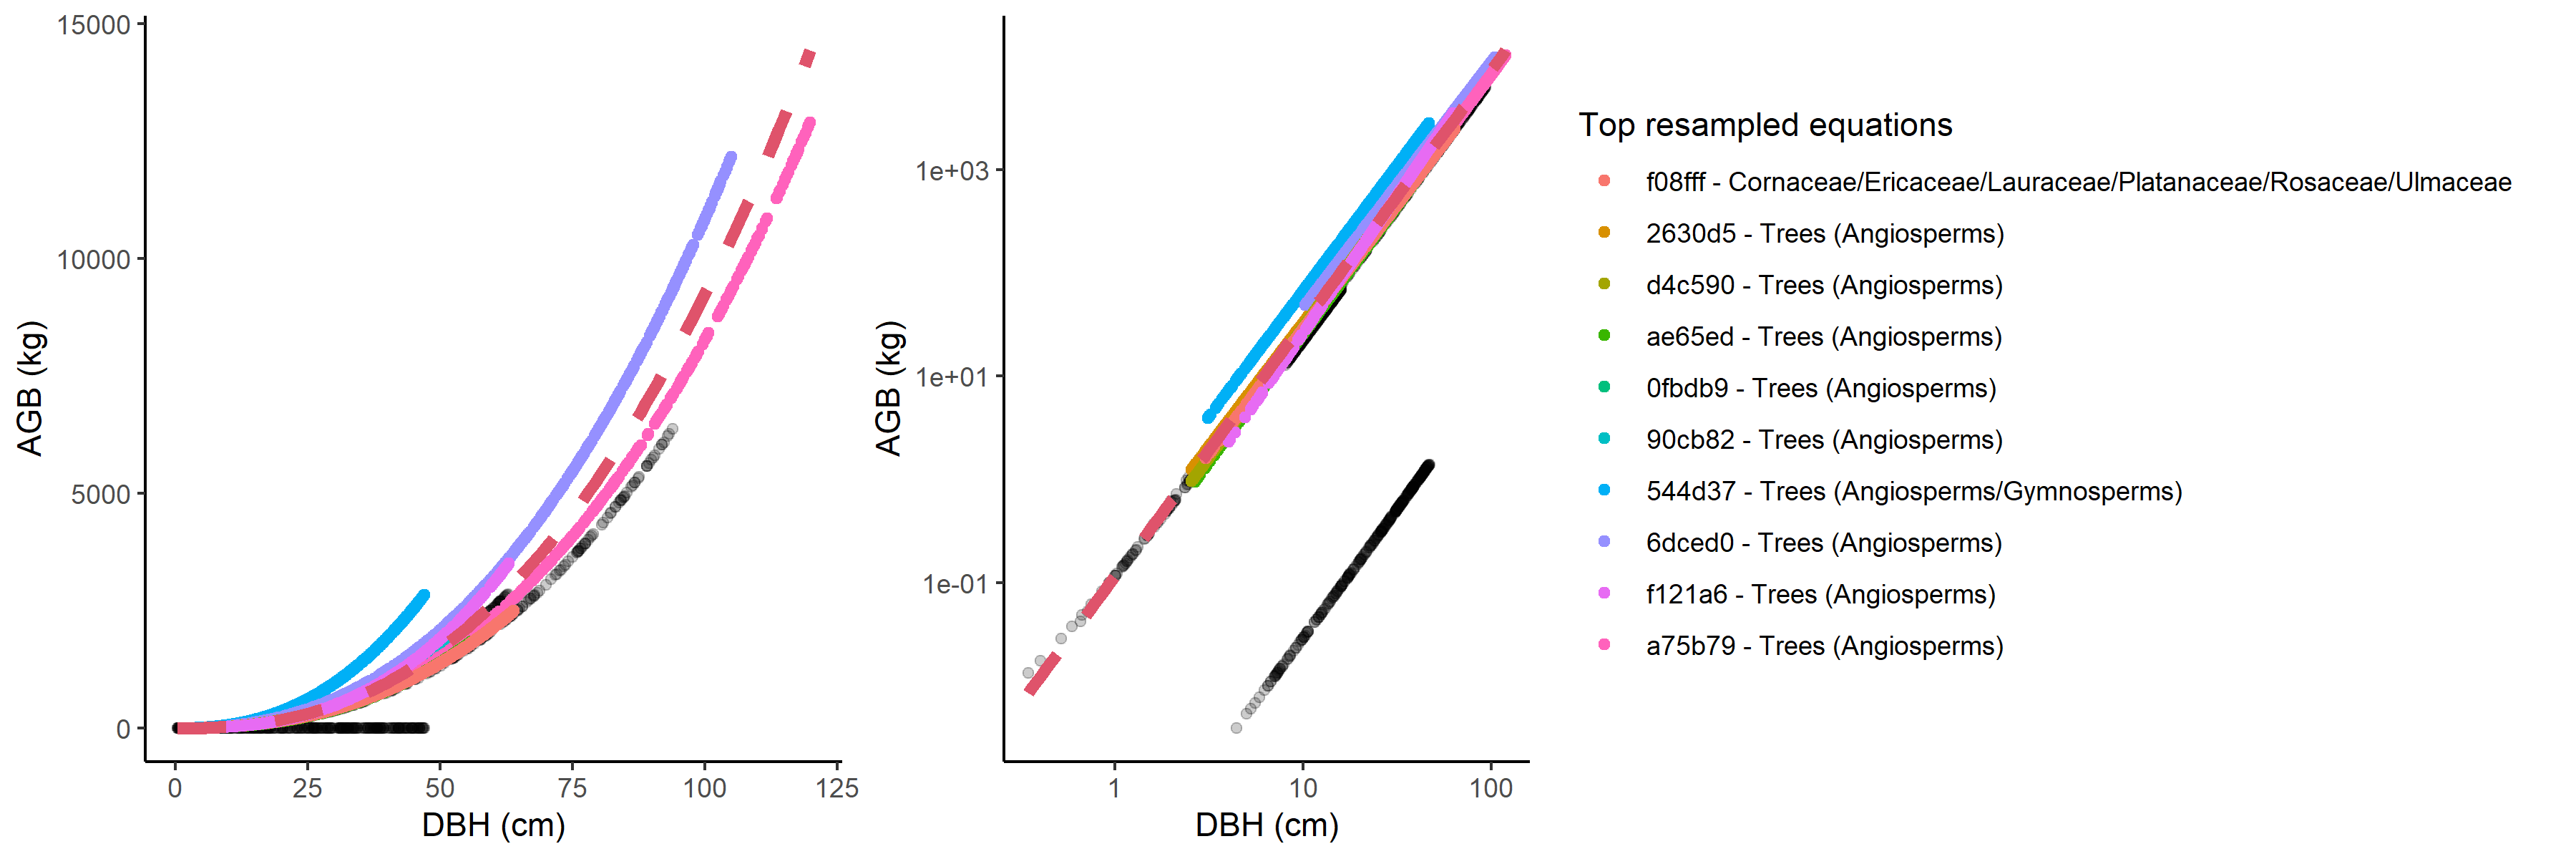 15000
10000
5000
0
AGB (kg)
0 25 50 75 100 125
DBH (cm)
1e+03
1e+01
1e-01
AGB (kg)
1 10 100
DBH (cm)
Top resampled equations
f08fff - Cornaceae/Ericaceae/Lauraceae/Platanaceae/Rosaceae/Ulmaceae
2630d5 - Trees (Angiosperms)
d4c590 - Trees (Angiosperms)
ae65ed - Trees (Angiosperms)
0fbdb9 - Trees (Angiosperms)
90cb82 - Trees (Angiosperms)
544d37 - Trees (Angiosperms/Gymnosperms)
6dced0 - Trees (Angiosperms)
f121a6 - Trees (Angiosperms)
a75b79 - Trees (Angiosperms)